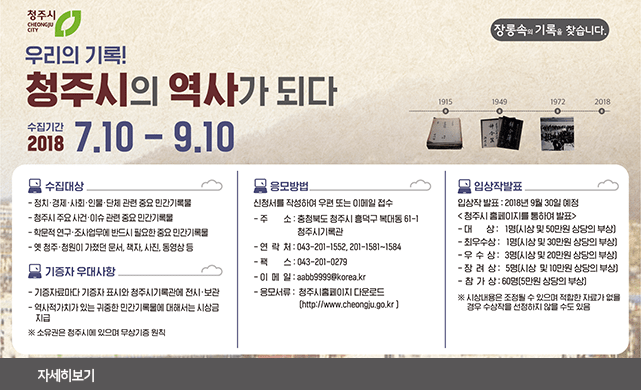 청주시
CHEONGJU
CITY
장롱속의 기록을 찾습니다.
우리의 기록!
청주시의 역사가 되다
수집기간
2018 7.10 - 9.10
1915 1949 1972 2018
수집대상
- 정치·경제·사회·인물·단체 관련 중요 민간기록물
- 청주시 주요 사건·이슈 관련 중요 민간기록물
- 학문적 연구·조사업무에 반드시 필요한 중요 민간기록물
- 옛 청주·청원이 가졌던 문서, 책자, 사진, 동영상 등
기증자 우대사항
- 기증자료마다 기증자 표시와 청주시기록관에 전시·보관
- 역사적가치가 있는 귀중한 민간기록물에 대해서는 시상금
지급
※ 소유권은 청주시에 있으며 무상기증 원칙
응모방법
신청서를 작성하여 우편 또는 이메일 접수
- 주 소 : 충청북도 청주시 흥덕구 복대동 61-1
청주시기록관
- 연 락 처 : 043-201-1552, 201-1581~1584
- 팩 스 : 043-201-0279
- 이 메 일 : aabb9999@korea.kr
- 응모서류 : 청주시홈페이지 다운로드
(http://www.cheongju.go.kr )
입상작발표
입상작 발표 : 2018년 9월 30일 예정
< 청주시 홈페이지를 통하여 발표>
- 대 상 : 1명(시상 및 50만원 상당의 부상)
- 최우수상 : 1명(시상 및 30만원 상당의 부상)
- 우 수 상 : 3명(시상 및 20만원 상당의 부상)
- 장 려 상 : 5명(시상 및 10만원 상당의 부상)
- 참 가 상 : 60명(5만원 상당의 부상)
※ 시상내용은 조정될 수 있으며 적합한 자료가 없을
경우 수상작을 선정하지 않을 수도 있음
자세히보기